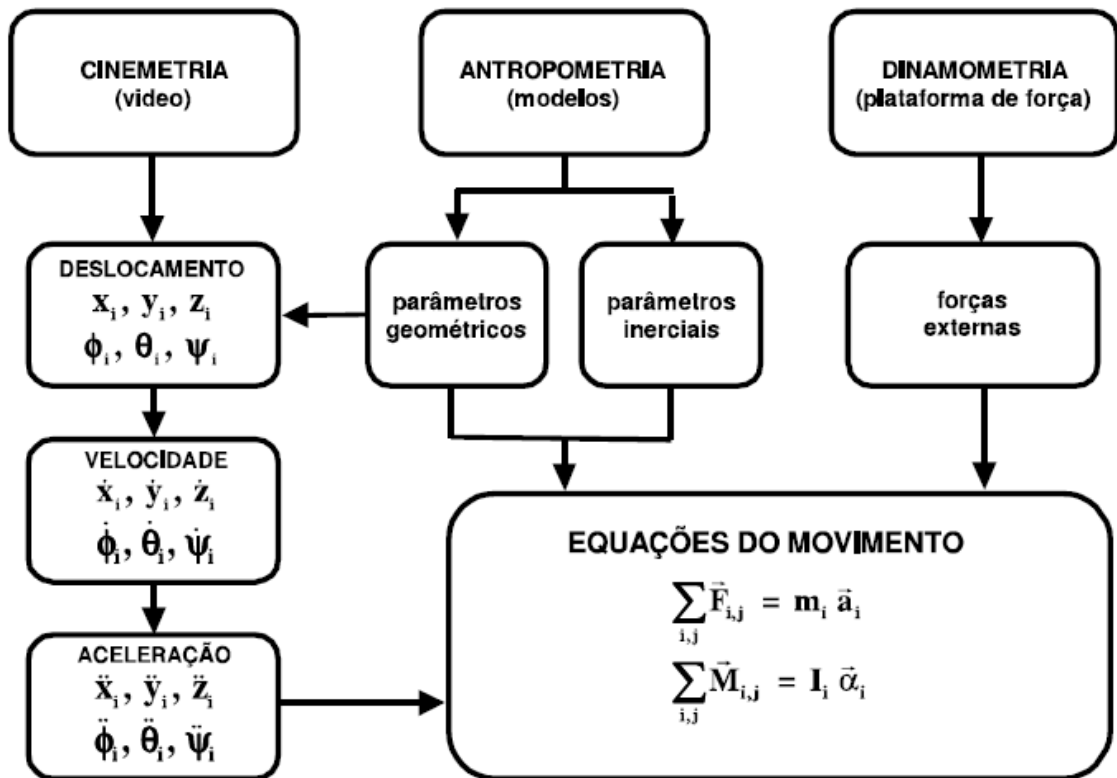 CINEMETRIA
(video)
ANTROPOMETRIA
(modelos)
DINAMOMETRIA
(plataforma de força)
DESLOCAMENTO
xᵢ, yᵢ, zᵢ
ϕᵢ, θᵢ, ψᵢ
parâmetros
geométricos
parâmetros
inerciais
forças
externas
VELOCIDADE
ẋᵢ, ẏᵢ, żᵢ
ϕ̇ᵢ, θ̇ᵢ, ψ̇ᵢ
ACELERAÇÃO
ẍᵢ, ÿᵢ, z̈ᵢ
ϕ̈ᵢ, θ̈ᵢ, ψ̈ᵢ
EQUAÇÕES DO MOVIMENTO
∑ F⃗ᵢ,ⱼ = mᵢ a⃗ᵢ
i,j
∑ M⃗ᵢ,ⱼ = Iᵢ α⃗ᵢ
i,j